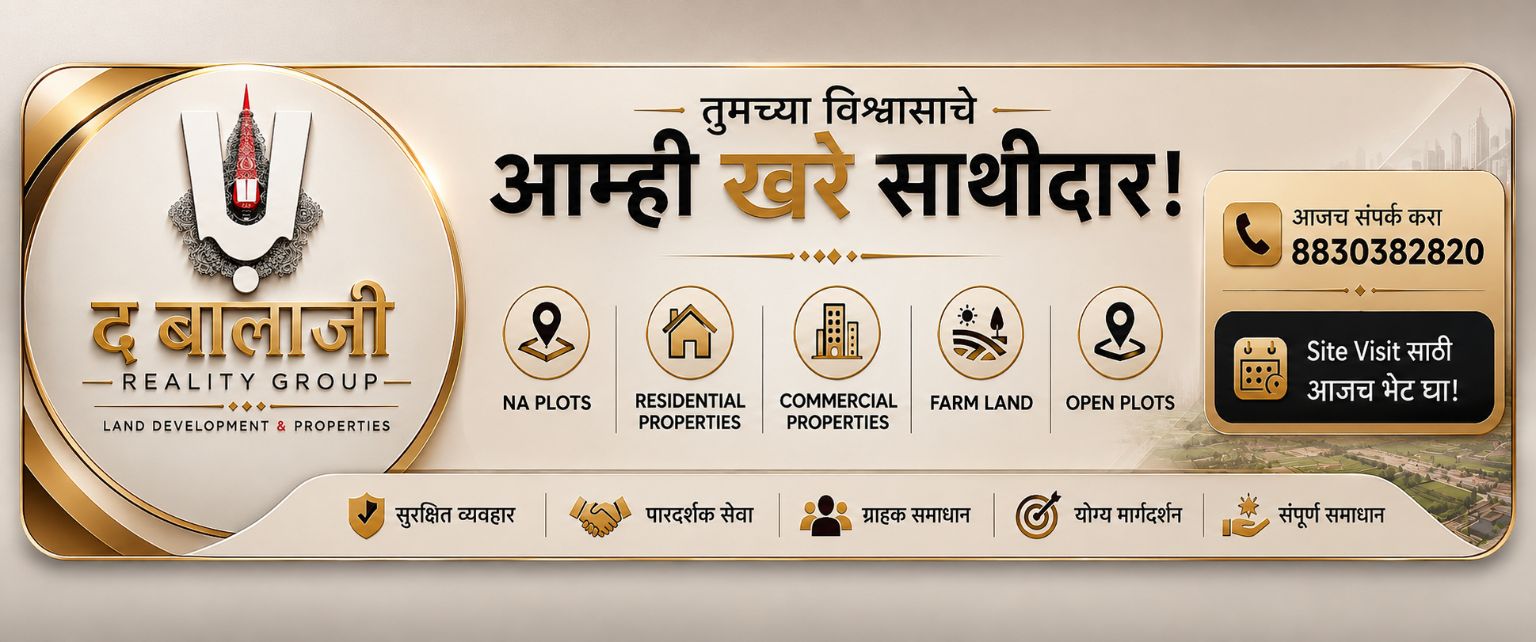 द बालाजी
REALITY GROUP
LAND DEVELOPMENT & PROPERTIES
तुमच्या विश्वासाचे
आम्ही खरे साथीदार!
NA PLOTS
RESIDENTIAL
PROPERTIES
COMMERCIAL
PROPERTIES
FARM LAND
OPEN PLOTS
आजच संपर्क करा
8830382820
Site Visit साठी
आजच भेट घा!
सुरक्षित व्यवहार
पारदर्शक सेवा
ग्राहक समाधान
योग्य मार्गदर्शन
संपूर्ण समाधान